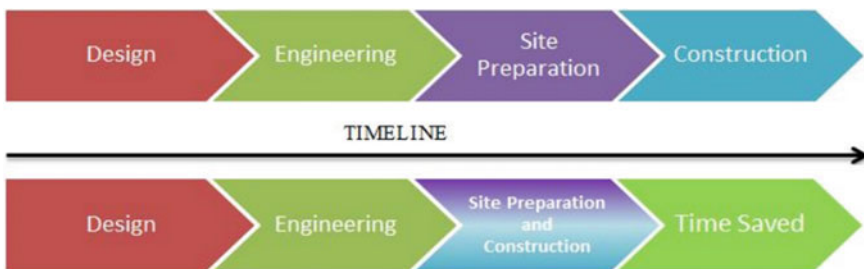 Design
Engineering
Site
Preparation
Construction
TIMELINE
Design
Engineering
Site Preparation
and
Construction
Time Saved